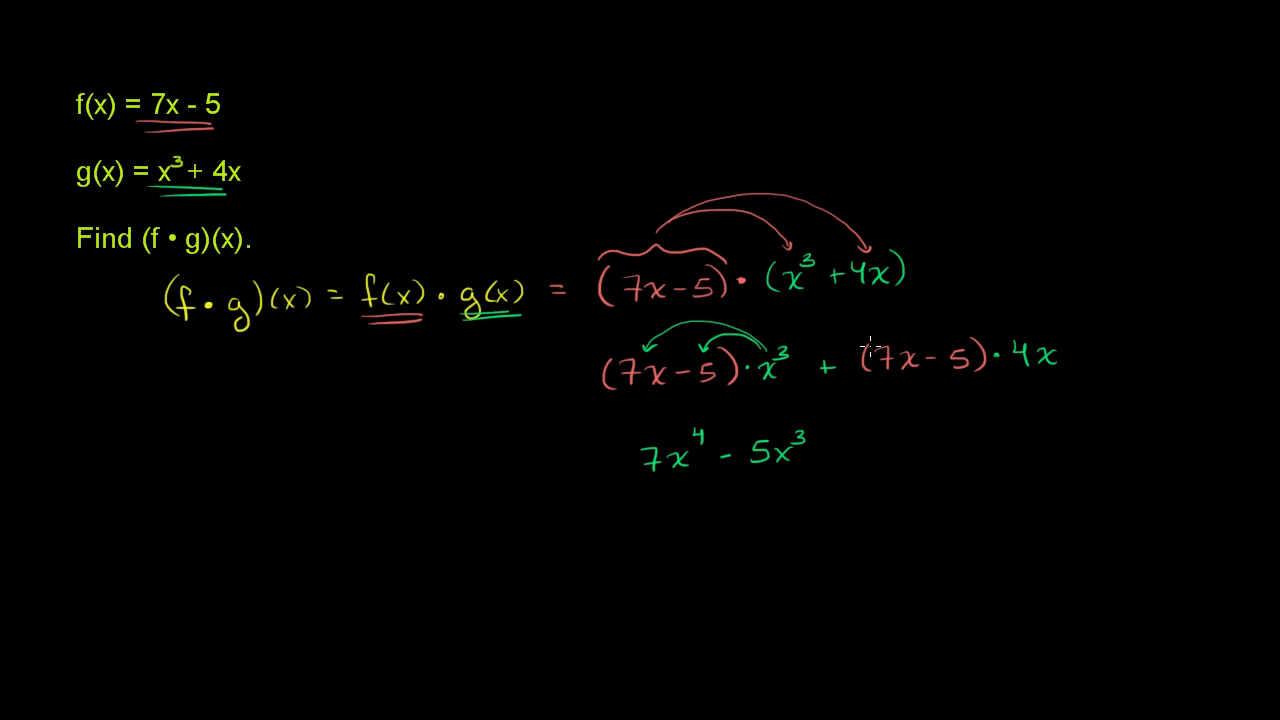 f(x) = 7x - 5
g(x) = x³ + 4x
Find (f • g)(x).
(f • g)(x) = f(x) • g(x) = (7x - 5) • (x³ + 4x)
(7x - 5) • x³ + (7x - 5) • 4x
7x⁴ - 5x³